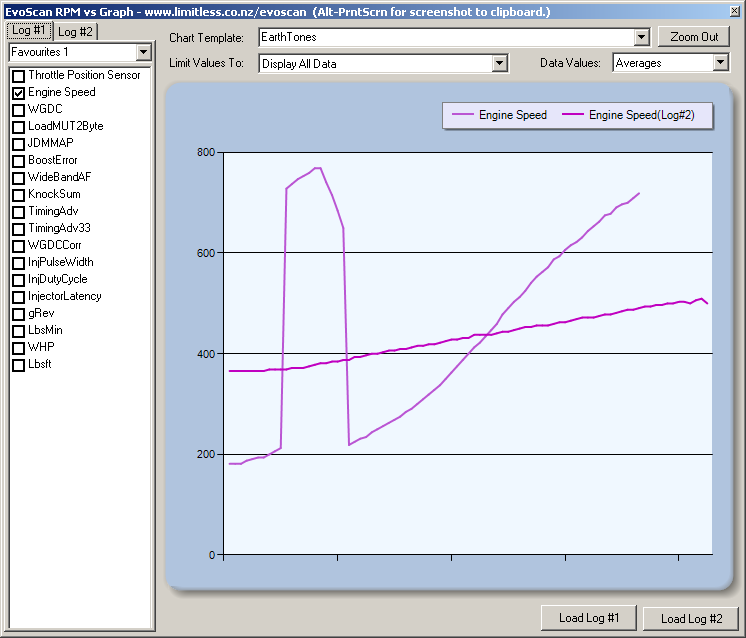 EvoScan RPM vs Graph - www.limitless.co.nz/evoscan (Alt-PrntScrn for screenshot to clipboard.)
Log #1 Log #2
Favourites 1
Throttle Position Sensor
Engine Speed
WGDC
LoadMUT2Byte
JDMMAP
BoostError
WideBandAF
KnockSum
TimingAdv
TimingAdv33
WGDCCorr
InjPulseWidth
InjDutyCycle
InjectorLatency
gRev
LbsMin
WHP
Lbsft
Chart Template: EarthTones Zoom Out
Limit Values To: Display All Data Data Values: Averages
Engine Speed Engine Speed(Log#2)
800
600
400
200
0
Load Log #1 Load Log #2